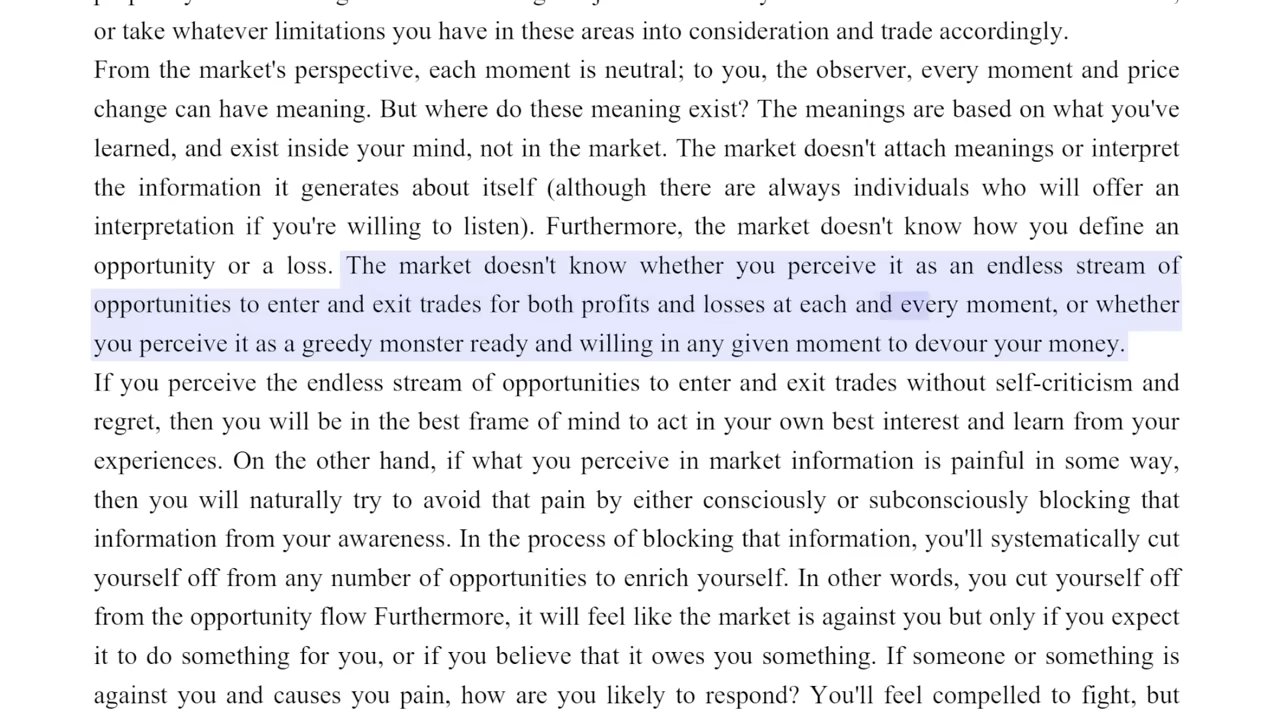 or take whatever limitations you have in these areas into consideration and trade accordingly.
From the market's perspective, each moment is neutral; to you, the observer, every moment and price
change can have meaning. But where do these meaning exist? The meanings are based on what you've
learned, and exist inside your mind, not in the market. The market doesn't attach meanings or interpret
the information it generates about itself (although there are always individuals who will offer an
interpretation if you're willing to listen). Furthermore, the market doesn't know how you define an
opportunity or a loss. The market doesn't know whether you perceive it as an endless stream of
opportunities to enter and exit trades for both profits and losses at each and every moment, or whether
you perceive it as a greedy monster ready and willing in any given moment to devour your money.
If you perceive the endless stream of opportunities to enter and exit trades without self-criticism and
regret, then you will be in the best frame of mind to act in your own best interest and learn from your
experiences. On the other hand, if what you perceive in market information is painful in some way,
then you will naturally try to avoid that pain by either consciously or subconsciously blocking that
information from your awareness. In the process of blocking that information, you'll systematically cut
yourself off from any number of opportunities to enrich yourself. In other words, you cut yourself off
from the opportunity flow Furthermore, it will feel like the market is against you but only if you expect
it to do something for you, or if you believe that it owes you something. If someone or something is
against you and causes you pain, how are you likely to respond? You'll feel compelled to fight, but